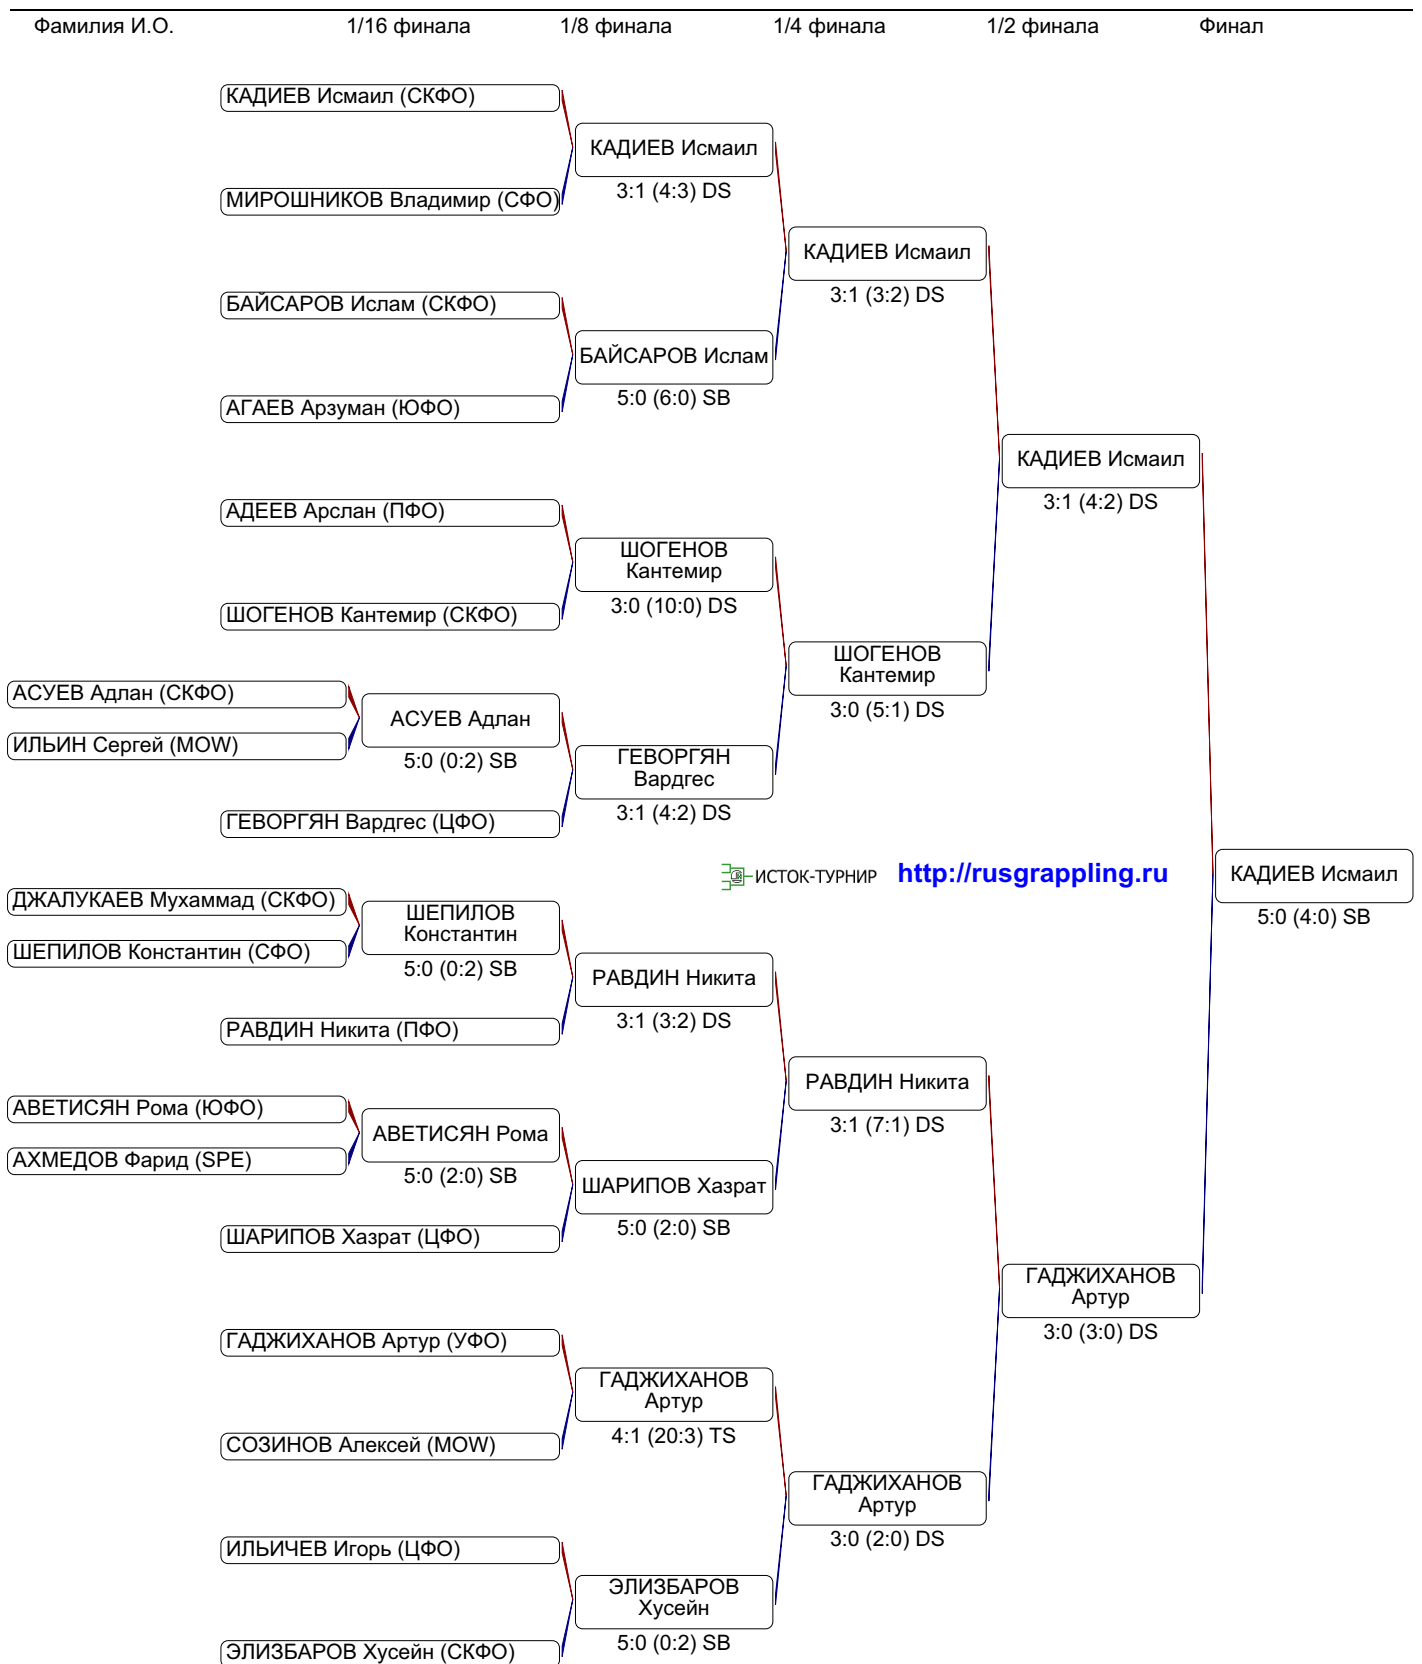 Фамилия И.О. 1/16 финала 1/8 финала 1/4 финала 1/2 финала Финал
КАДИЕВ Исмаил (СКФО)
КАДИЕВ Исмаил
3:1 (4:3) DS
МИРОШНИКОВ Владимир (СФО)
КАДИЕВ Исмаил
3:1 (3:2) DS
БАЙСАРОВ Ислам (СКФО)
БАЙСАРОВ Ислам
5:0 (6:0) SB
АГАЕВ Арзуман (ЮФО)
КАДИЕВ Исмаил
3:1 (4:2) DS
АДЕЕВ Арслан (ПФО)
ШОГЕНОВ
Кантемир
3:0 (10:0) DS
ШОГЕНОВ Кантемир (СКФО)
ШОГЕНОВ
Кантемир
3:0 (5:1) DS
АСУЕВ Адлан (СКФО)
АСУЕВ Адлан
5:0 (0:2) SB
ИЛЬИН Сергей (MOW)
ГЕВОРГЯН
Вардгес
3:1 (4:2) DS
ГЕВОРГЯН Вардгес (ЦФО)
ИСТОК-ТУРНИР http://rusgrappling.ru
КАДИЕВ Исмаил
5:0 (4:0) SB
ДЖАЛУКАЕВ Мухаммад (СКФО)
ШЕПИЛОВ
Константин
5:0 (0:2) SB
ШЕПИЛОВ Константин (СФО)
РАВДИН Никита
3:1 (3:2) DS
РАВДИН Никита (ПФО)
РАВДИН Никита
3:1 (7:1) DS
АВЕТИСЯН Рома (ЮФО)
АВЕТИСЯН Рома
5:0 (2:0) SB
АХМЕДОВ Фарид (SPE)
ШАРИПОВ Хазрат
5:0 (2:0) SB
ШАРИПОВ Хазрат (ЦФО)
ГАДЖИХАНОВ
Артур
3:0 (3:0) DS
ГАДЖИХАНОВ Артур (УФО)
ГАДЖИХАНОВ
Артур
4:1 (20:3) TS
СОЗИНОВ Алексей (MOW)
ГАДЖИХАНОВ
Артур
3:0 (2:0) DS
ИЛЬИЧЕВ Игорь (ЦФО)
ЭЛИЗБАРОВ
Хусейн
5:0 (0:2) SB
ЭЛИЗБАРОВ Хусейн (СКФО)